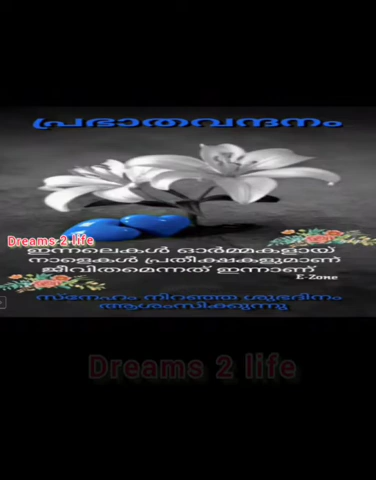 പ്രഭാതവന്ദനം
Dreams 2 life
ഇന്നലെകൾ ഓർമ്മകളായ്
നാളെകൾ പ്രതീക്ഷകളുമാണ്
ജീവിതമെന്നത് ഇന്നാണ്
E-Zone
സ്നേഹം നിറഞ്ഞ ശുഭദിനം
ആശംസിക്കുന്നു
Dreams 2 life